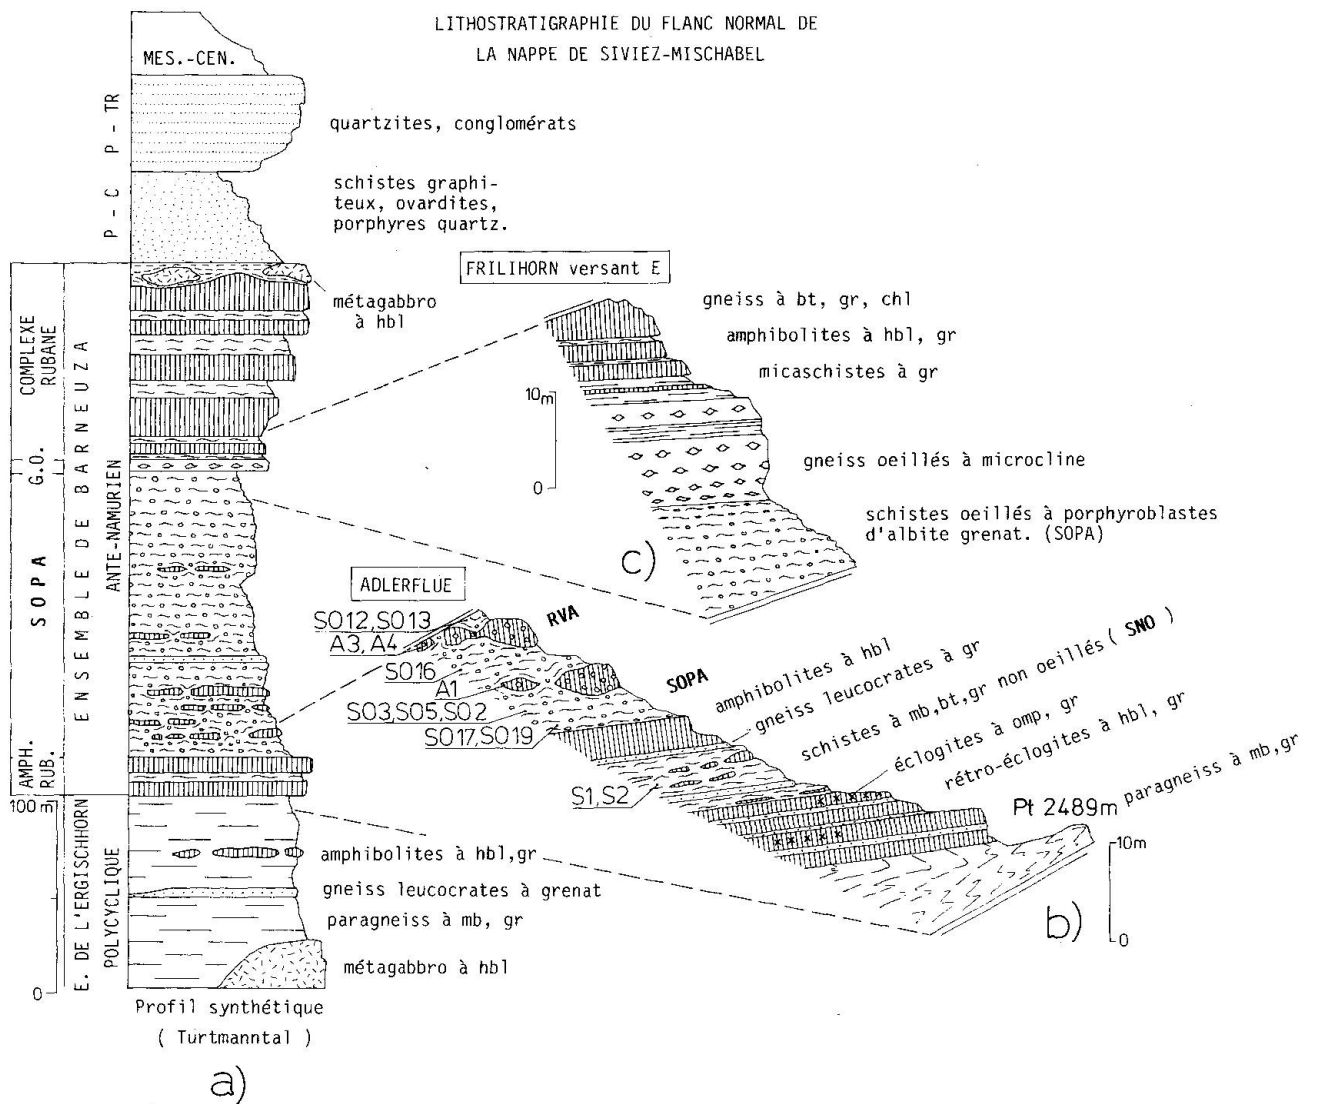 LITHOSTRATIGRAPHIE DU FLANC NORMAL DE
LA NAPPE DE SIVIEZ-MISCHABEL
MES.-CEN.
P - TR
quartzites, conglomérats
P - C
schistes graphi-
teux, ovardites,
porphyres quartz.
métagabbro
à hbl
COMPLEXE
RUBANE
G.O.
SOPA
AMPH.
RUB.
ENSEMBLE DE BARNEUZA
ANTE-NAMURIEN
E. DE L'ERGISCHHORN
POLYCYCLIQUE
100 m
0
amphibolites à hbl,gr
gneiss leucocrates à grenat
paragneiss à mb, gr
métagabbro à hbl
Profil synthétique
( Turtmanntal )
a)
FRILIHORN versant E
gneiss à bt, gr, chl
amphibolites à hbl, gr
micaschistes à gr
10m
0
gneiss oeillés à microcline
schistes oeillés à porphyroblastes
d'albite grenat. (SOPA)
c)
ADLERFLUE
SO12,SO13
A3, A4
SO16
A1
SO3,SO5,SO2
SO17,SO19
S1,S2
RVA
SOPA
amphibolites à hbl
gneiss leucocrates à gr
schistes à mb,bt,gr non oeillés ( SNO )
éclogites à omp, gr
rétro-éclogites à hbl, gr
paragneiss à mb,gr
Pt 2489m
10m
0
b)